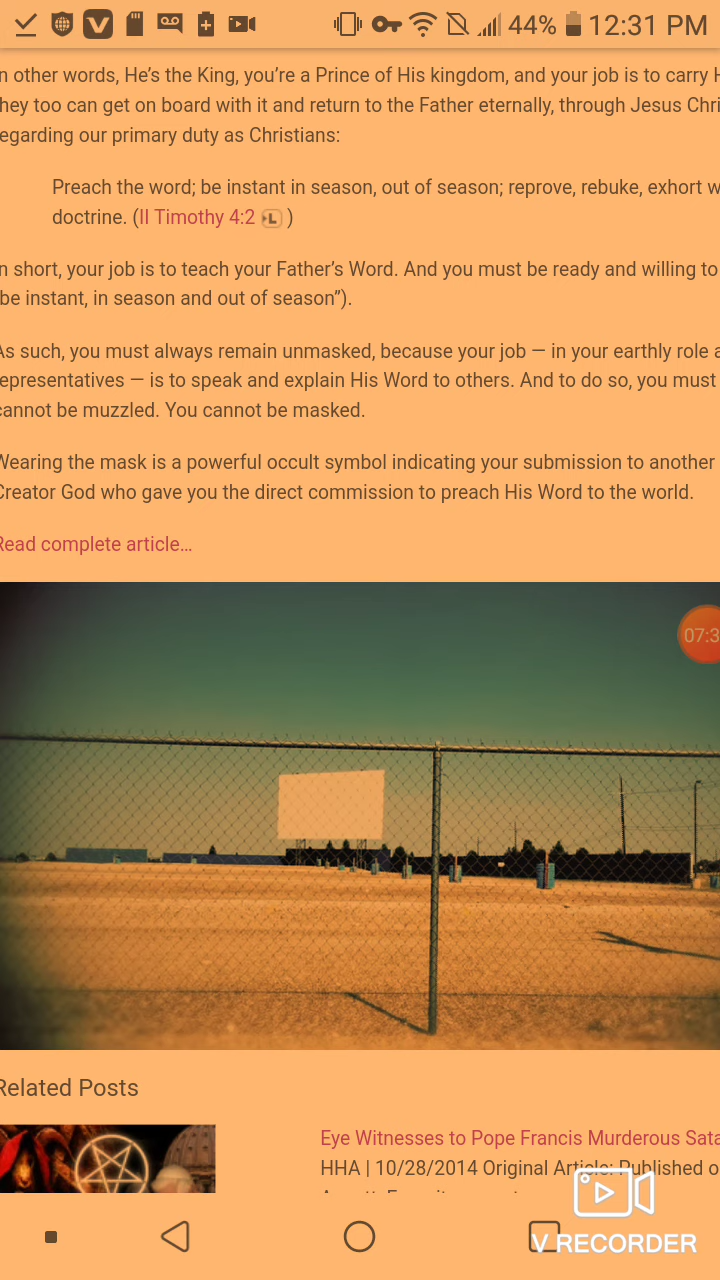 44% 12:31 PM
n other words, He's the King, you're a Prince of His kingdom, and your job is to carry H
hey too can get on board with it and return to the Father eternally, through Jesus Chri
egarding our primary duty as Christians:
Preach the word; be instant in season, out of season; reprove, rebuke, exhort w
doctrine. (II Timothy 4:2 L )
n short, your job is to teach your Father's Word. And you must be ready and willing to
be instant, in season and out of season").
As such, you must always remain unmasked, because your job — in your earthly role a
epresentatives — is to speak and explain His Word to others. And to do so, you must
cannot be muzzled. You cannot be masked.
Wearing the mask is a powerful occult symbol indicating your submission to another
Creator God who gave you the direct commission to preach His Word to the world.
Read complete article...
07:3
Related Posts
Eye Witnesses to Pope Francis Murderous Sata
HHA | 10/28/2014 Original Article: Published o
V RECORDER